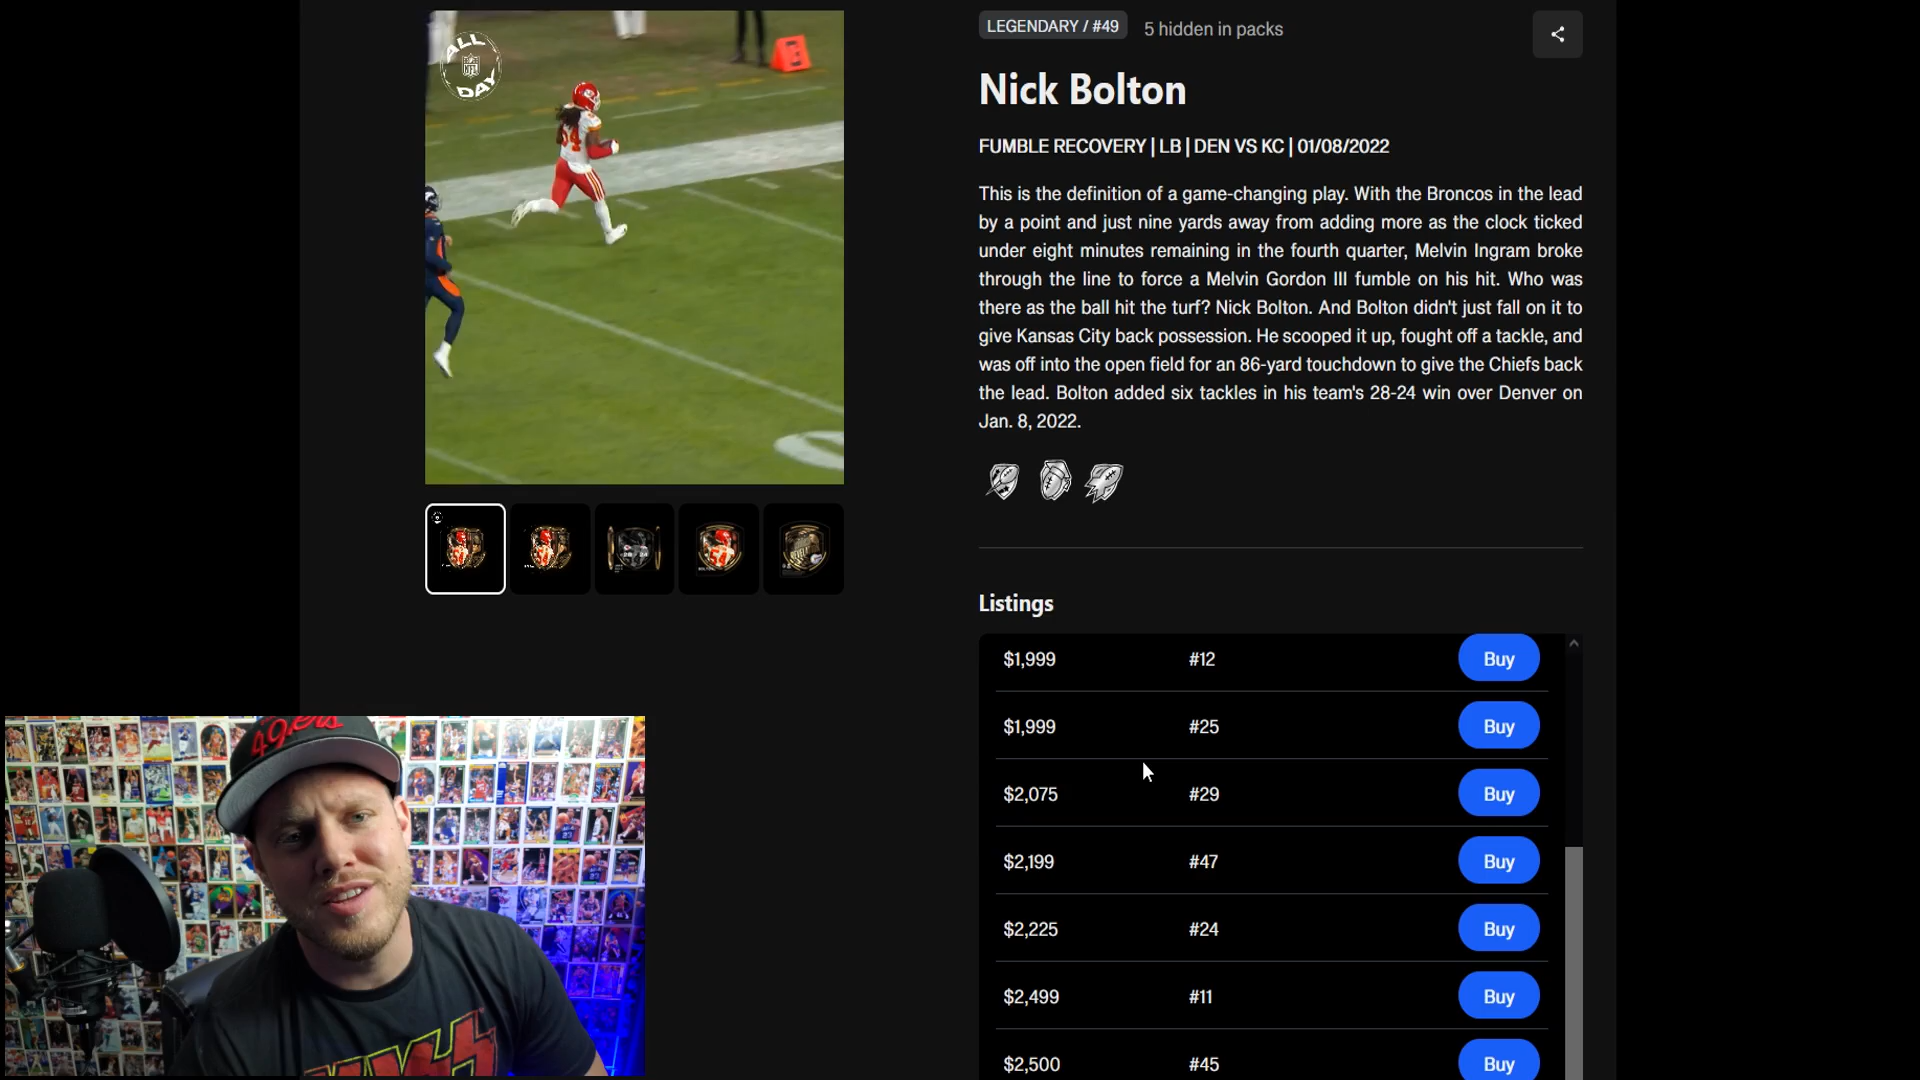 ALL
NFL
DAY
LEGENDARY / #49
5 hidden in packs
Nick Bolton
FUMBLE RECOVERY | LB | DEN VS KC | 01/08/2022
This is the definition of a game-changing play. With the Broncos in the lead
by a point and just nine yards away from adding more as the clock ticked
under eight minutes remaining in the fourth quarter, Melvin Ingram broke
through the line to force a Melvin Gordon III fumble on his hit. Who was
there as the ball hit the turf? Nick Bolton. And Bolton didn't just fall on it to
give Kansas City back possession. He scooped it up, fought off a tackle, and
was off into the open field for an 86-yard touchdown to give the Chiefs back
the lead. Bolton added six tackles in his team's 28-24 win over Denver on
Jan. 8, 2022.
Listings
$1,999 #12 Buy
$1,999 #25 Buy
$2,075 #29 Buy
$2,199 #47 Buy
$2,225 #24 Buy
$2,499 #11 Buy
$2,500 #45 Buy
49ers